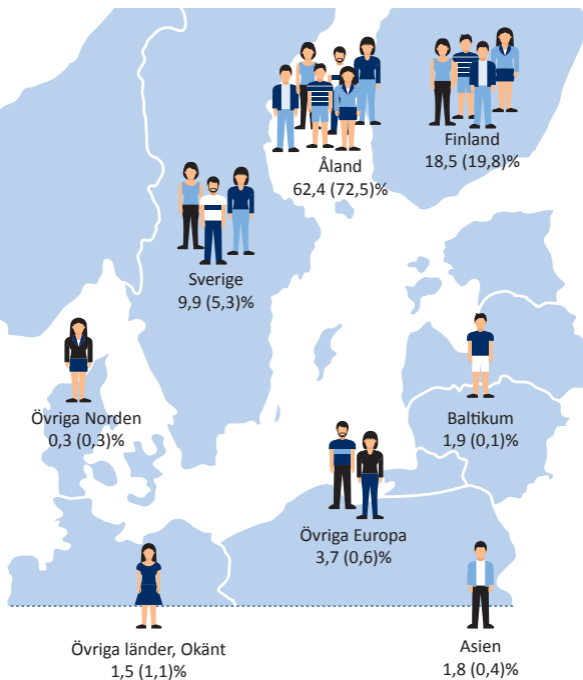 Finland
18,5 (19,8)%
Åland
62,4 (72,5)%
Sverige
9,9 (5,3)%
Övriga Norden
0,3 (0,3)%
Baltikum
1,9 (0,1)%
Övriga Europa
3,7 (0,6)%
Övriga länder, Okänt
1,5 (1,1)%
Asien
1,8 (0,4)%